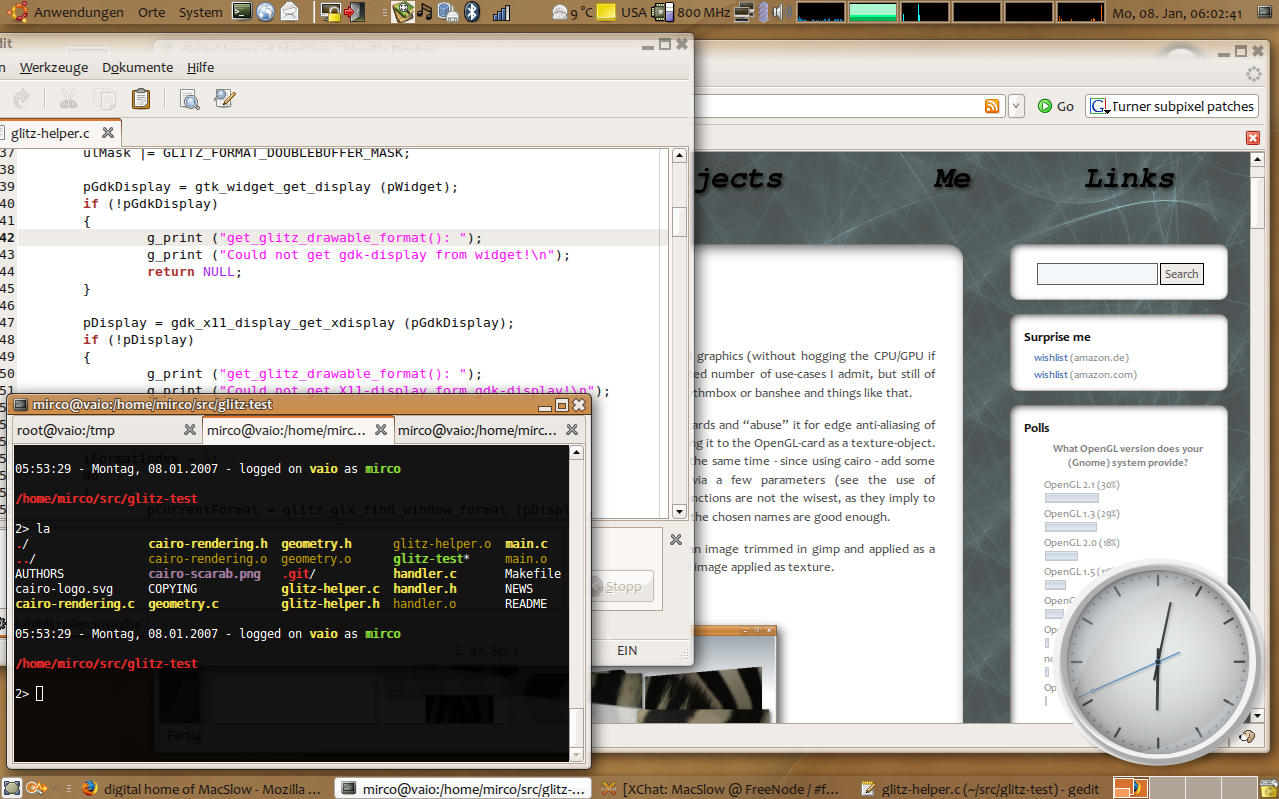 Anwendungen Orte System
9 °C USA 800 MHz Mo, 08. Jan, 06:02:41
edit
digital home of MacSlow - Mozilla Firefox
n Werkzeuge Dokumente Hilfe
Go
Turner subpixel patches
glitz-helper.c
37 ulMask |= GLITZ_FORMAT_DOUBLEBUFFER_MASK;
38
39 pGdkDisplay = gtk_widget_get_display (pWidget);
40 if (!pGdkDisplay)
41 {
42 g_print ("get_glitz_drawable_format(): ");
43 g_print ("Could not get gdk-display from widget!\n");
44 return NULL;
45 }
46
47 pDisplay = gdk_x11_display_get_xdisplay (pGdkDisplay);
48 if (!pDisplay)
49 {
50 g_print ("get_glitz_drawable_format(): ");
51 g_print ("Could not get X11-display form gdk-display!\n");
iFormatIndex = 0;
do
{
pCurrentFormat = glitz_glx_find_window_format (pDispl
Stopp
Befehlszeilenausgabe
Z. 42, Sp. 1
EIN
mirco@vaio:/home/mirco/src/glitz-test
root@vaio:/tmp
mirco@vaio:/home/mirc...
mirco@vaio:/home/mirc...
05:53:29 - Montag, 08.01.2007 - logged on vaio as mirco
/home/mirco/src/glitz-test
2> la
./ cairo-rendering.h geometry.h glitz-helper.o main.c
../ cairo-rendering.o geometry.o glitz-test* main.o
AUTHORS cairo-scarab.png .git/ handler.c Makefile
cairo-logo.svg COPYING glitz-helper.c handler.h NEWS
cairo-rendering.c geometry.c glitz-helper.h handler.o README
05:53:29 - Montag, 08.01.2007 - logged on vaio as mirco
/home/mirco/src/glitz-test
2>
Fertig
jects Me Links
graphics (without hogging the CPU/GPU if
ed number of use-cases I admit, but still of
ythmbox or banshee and things like that.
ards and “abuse” it for edge anti-aliasing of
ng it to the OpenGL-card as a texture-object.
the same time - since using cairo - add some
via a few parameters (see the use of
nctions are not the wisest, as they imply to
the chosen names are good enough.
an image trimmed in gimp and applied as a
image applied as texture.
Search
Surprise me
wishlist (amazon.de)
wishlist (amazon.com)
Polls
What OpenGL version does your
(Gnome) system provide?
OpenGL 2.1 (30%)
OpenGL 1.3 (29%)
OpenGL 2.0 (18%)
OpenGL 1.5
OpenG
Op
no
Op
digital home of MacSlow - Mozilla ...
mirco@vaio:/home/mirco/src/glitz-...
[XChat: MacSlow @ FreeNode / #f...
glitz-helper.c (~/src/glitz-test) - gedit